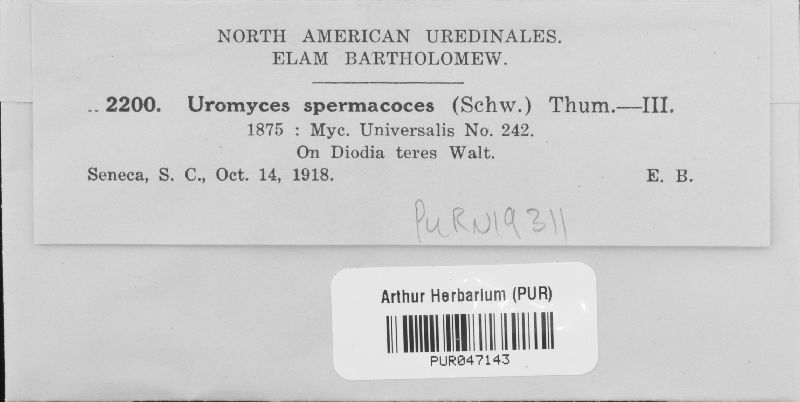 NORTH AMERICAN UREDINALES.
ELAM BARTHOLOMEW.
2200. Uromyces spermacoces (Schw.) Thum.—III.
1875 : Myc. Universalis No. 242.
On Diodia teres Walt.
Seneca, S. C., Oct. 14, 1918. E. B.
PURN19311
Arthur Herbarium (PUR)
PUR047143